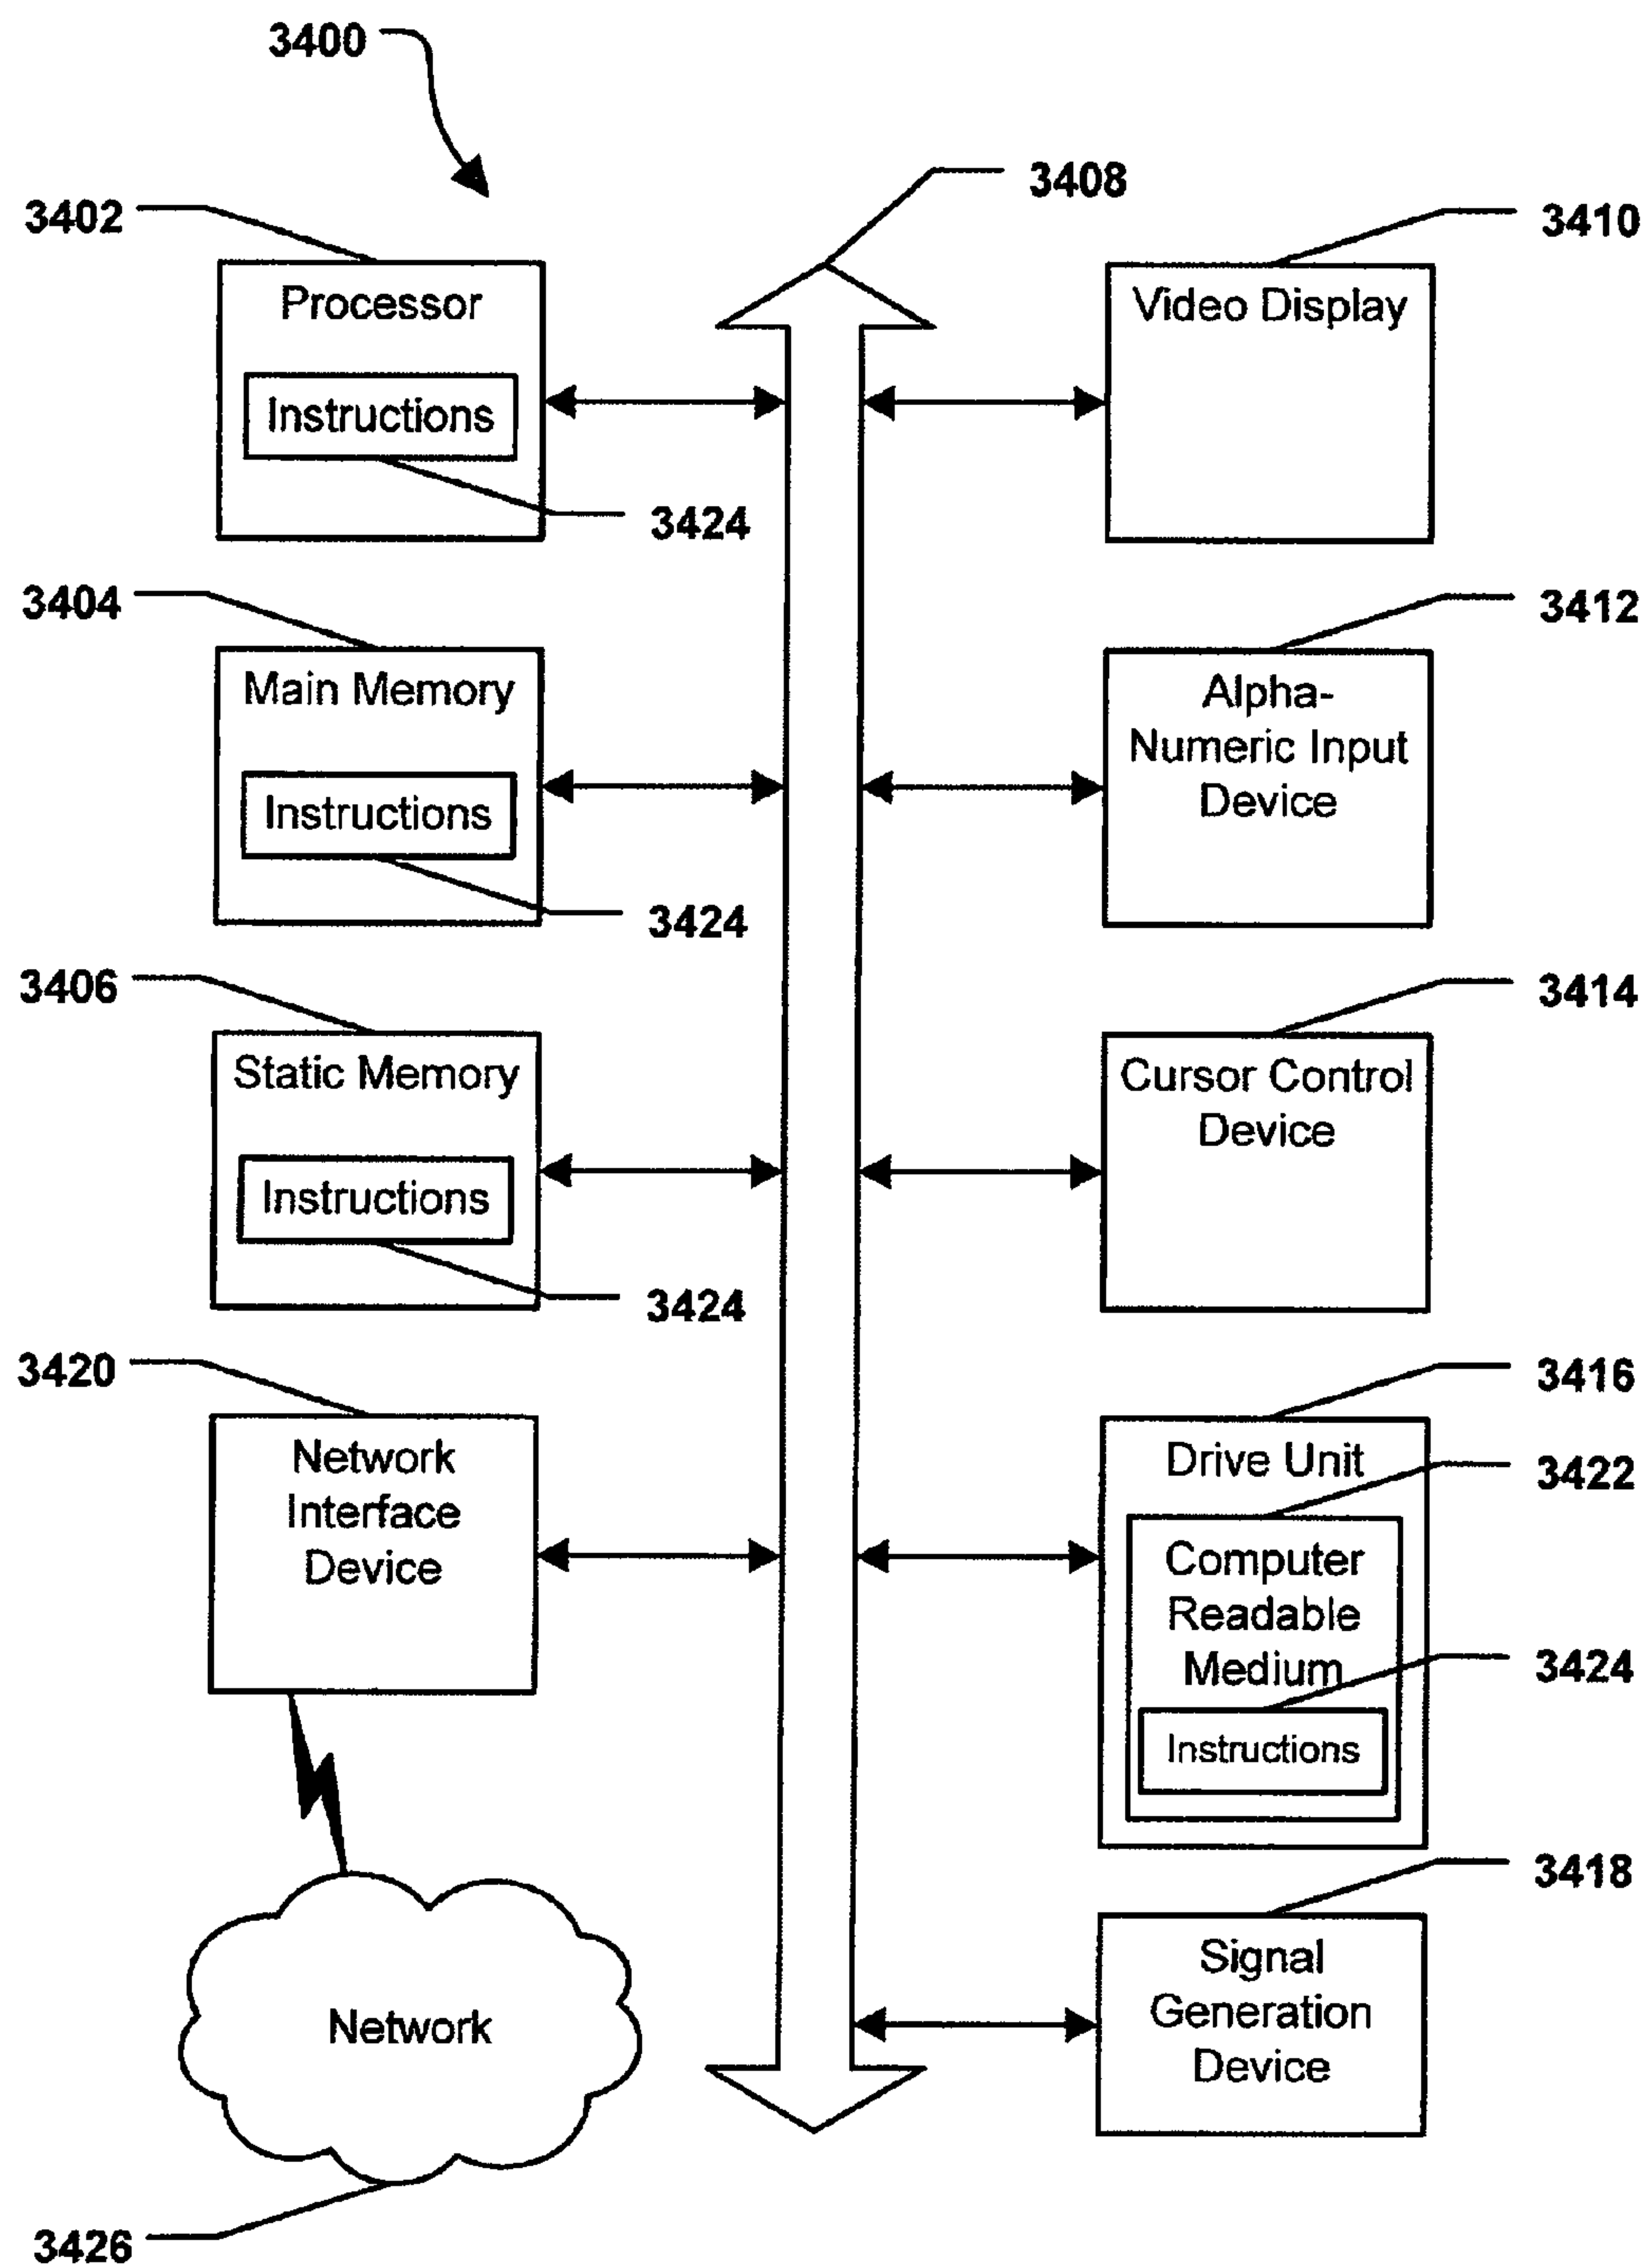 3400
3408
3402
3410
Processor
Instructions
3424
Video Display
3404
3412
Main Memory
Instructions
3424
Alpha-
Numeric Input
Device
3406
3414
Static Memory
Instructions
3424
Cursor Control
Device
3420
3416
Network
Interface
Device
Drive Unit
3422
Computer
Readable
Medium
3424
Instructions
3418
Signal
Generation
Device
Network
3426